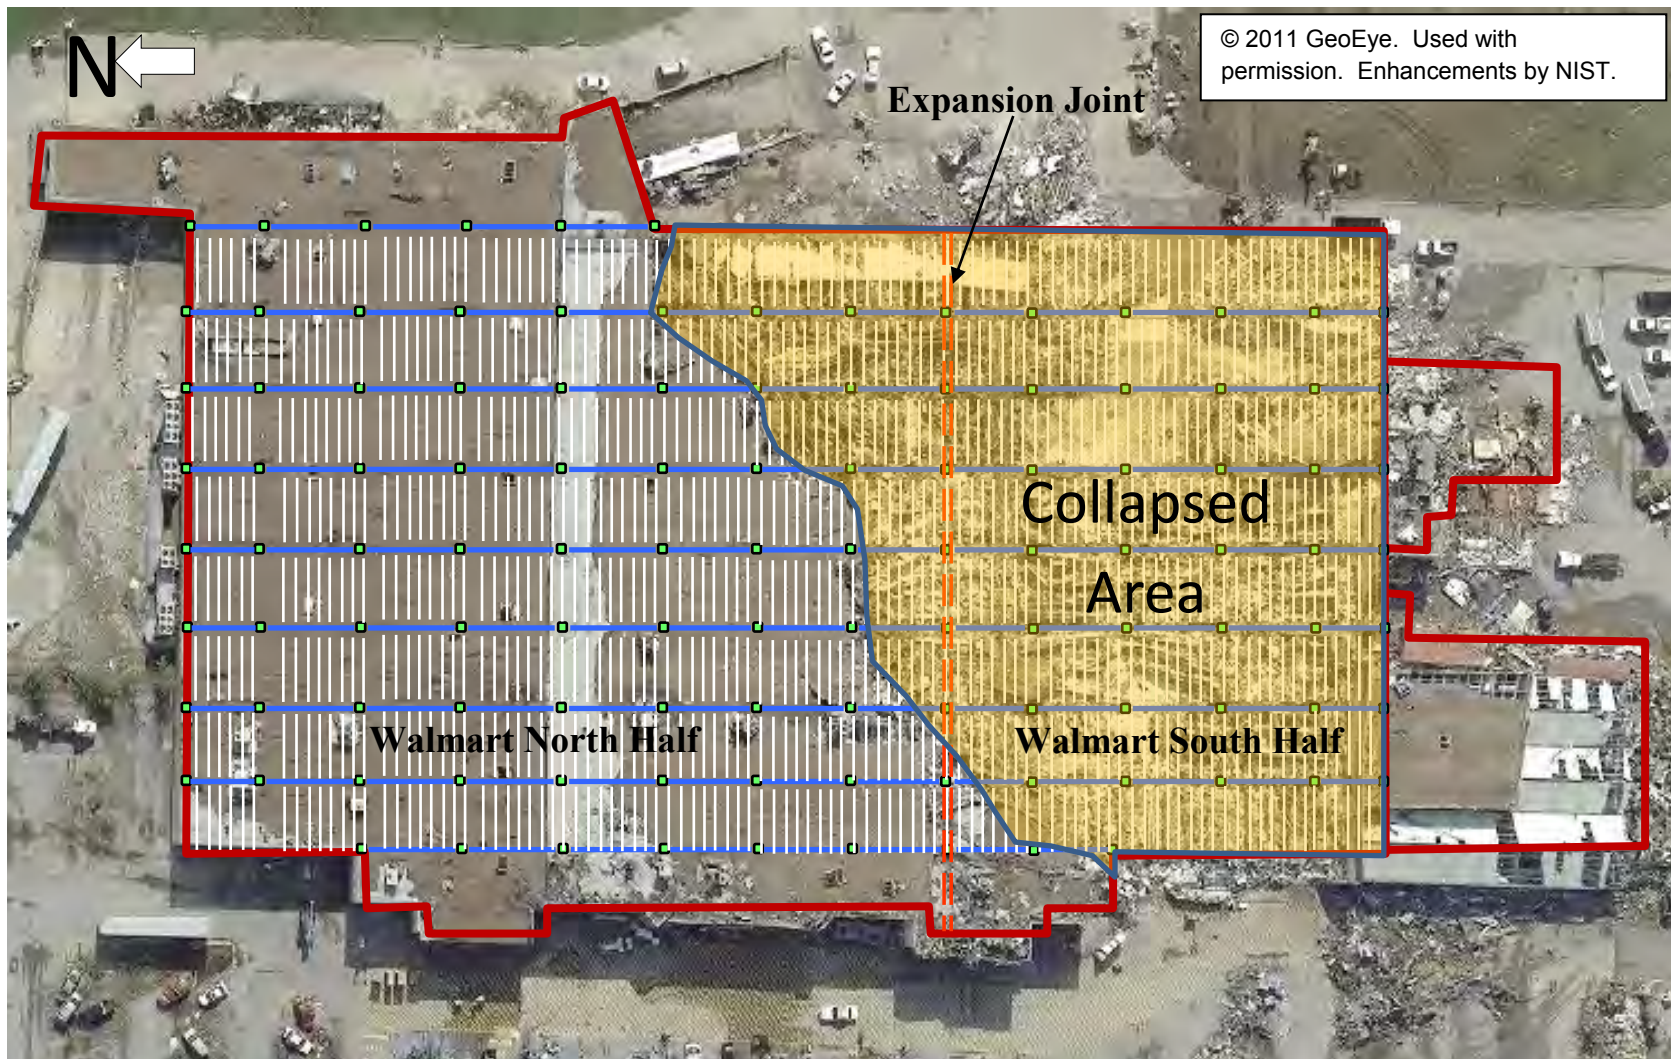 N
© 2011 GeoEye. Used with
permission. Enhancements by NIST.
Expansion Joint
Collapsed
Area
Walmart North Half
Walmart South Half